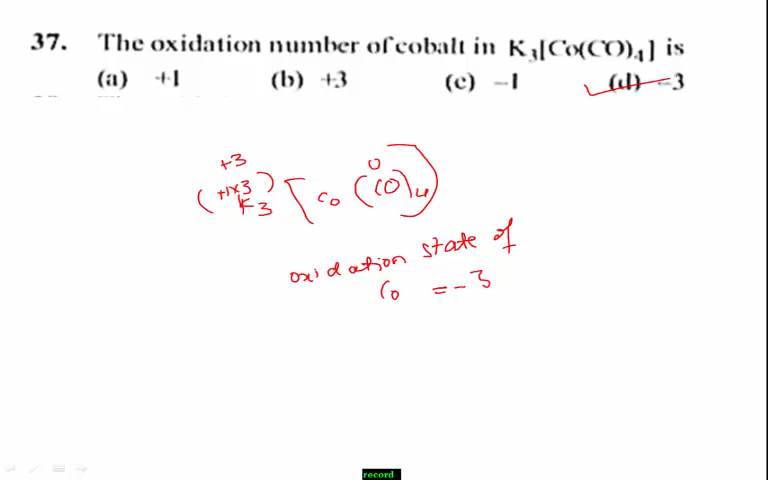 37. The oxidation number of cobalt in K₃[Co(CO)₄] is
(a) +1 (b) +3 (c) −1 (d) −3
+3
(+1×3) 0
K3 [Co (CO)4]
oxidation state of
Co = -3
record